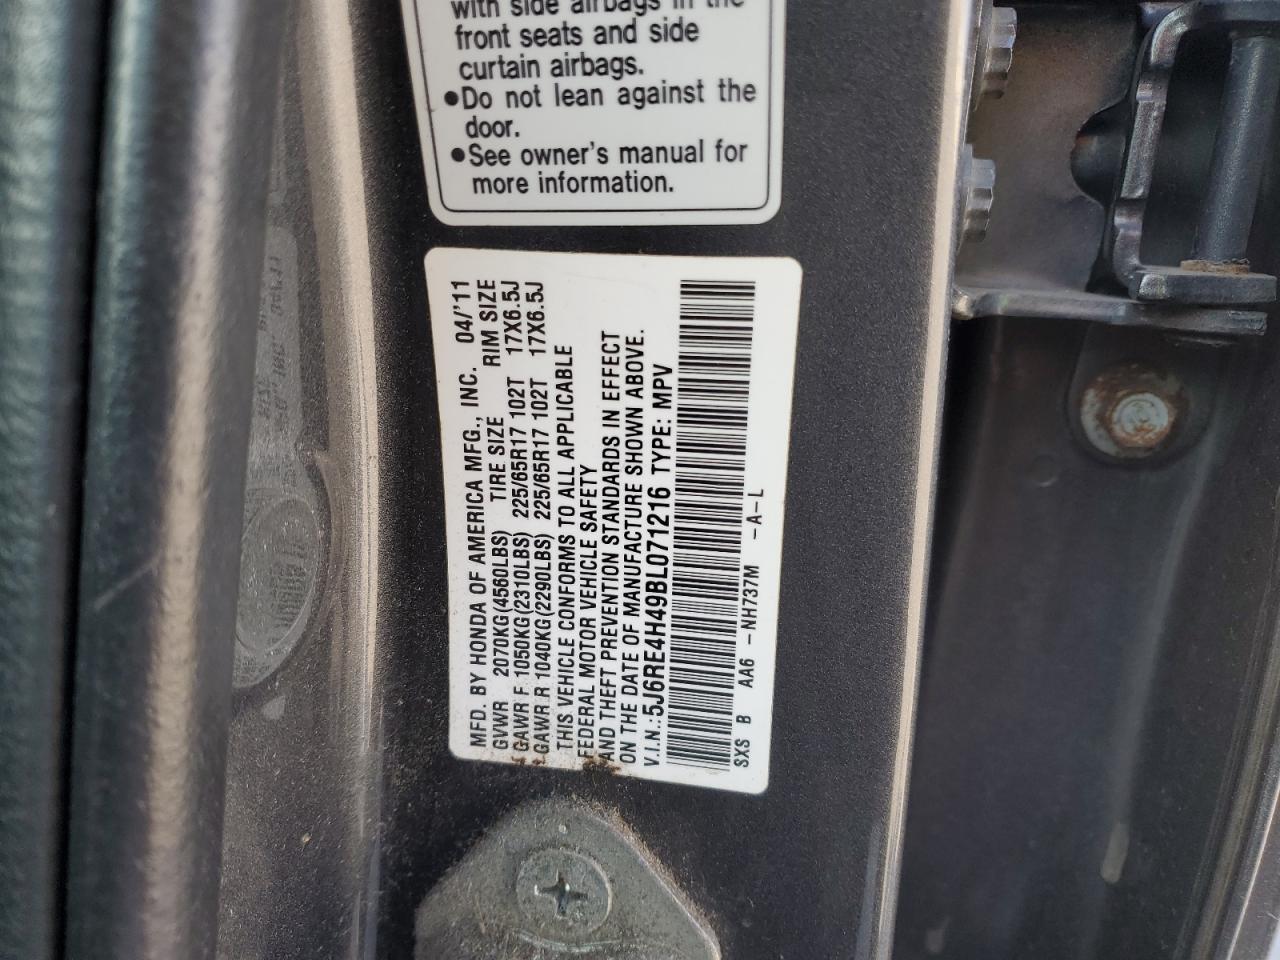 with side airbags in the
front seats and side
curtain airbags.
●Do not lean against the
door.
●See owner's manual for
more information.
MFD. BY HONDA OF AMERICA MFG., INC. 04/'11
GVWR 2070KG(4560LBS) TIRE SIZE RIM SIZE
GAWR F 1050KG(2310LBS) 225/65R17 102T 17X6.5J
GAWR R 1040KG(2290LBS) 225/65R17 102T 17X6.5J
THIS VEHICLE CONFORMS TO ALL APPLICABLE
FEDERAL MOTOR VEHICLE SAFETY
AND THEFT PREVENTION STANDARDS IN EFFECT
ON THE DATE OF MANUFACTURE SHOWN ABOVE.
V.I.N.:5J6RE4H49BL071216 TYPE: MPV
SXS B AA6 -NH737M -A-L